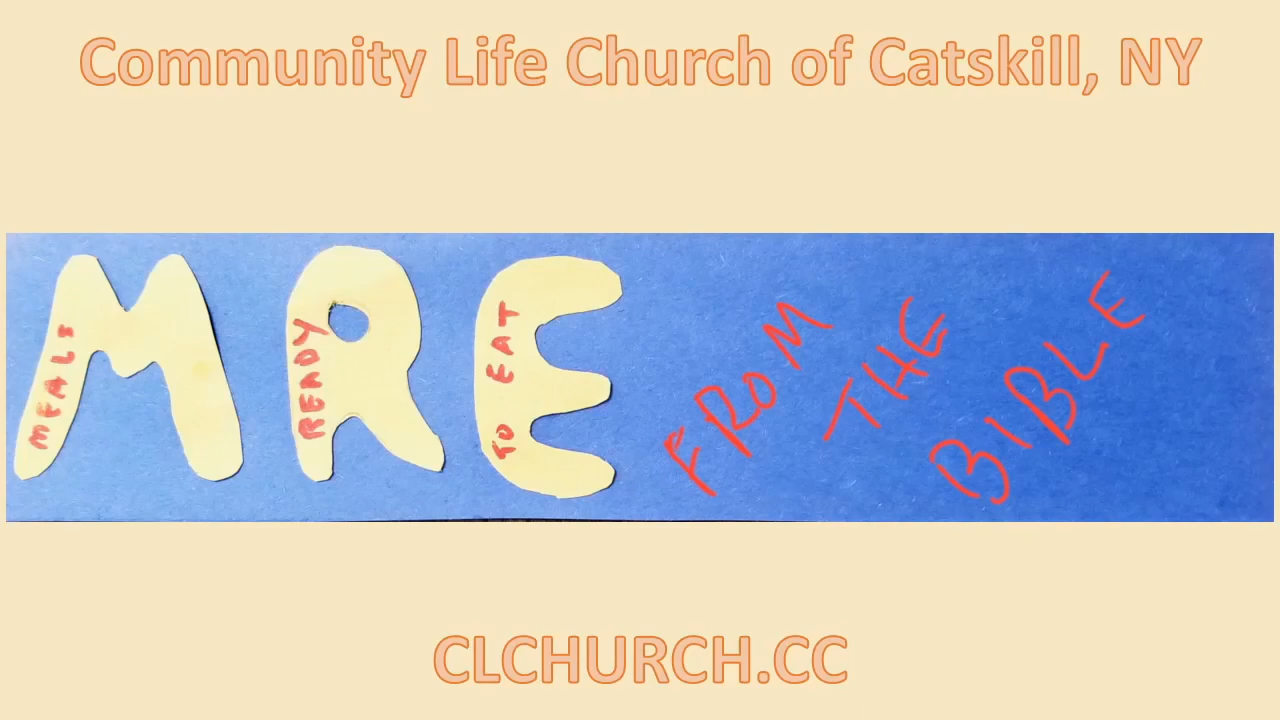 Community Life Church of Catskill, NY
MRE
MEALS
READY
TO EAT
FROM
THE
BIBLE
CLCHURCH.CC